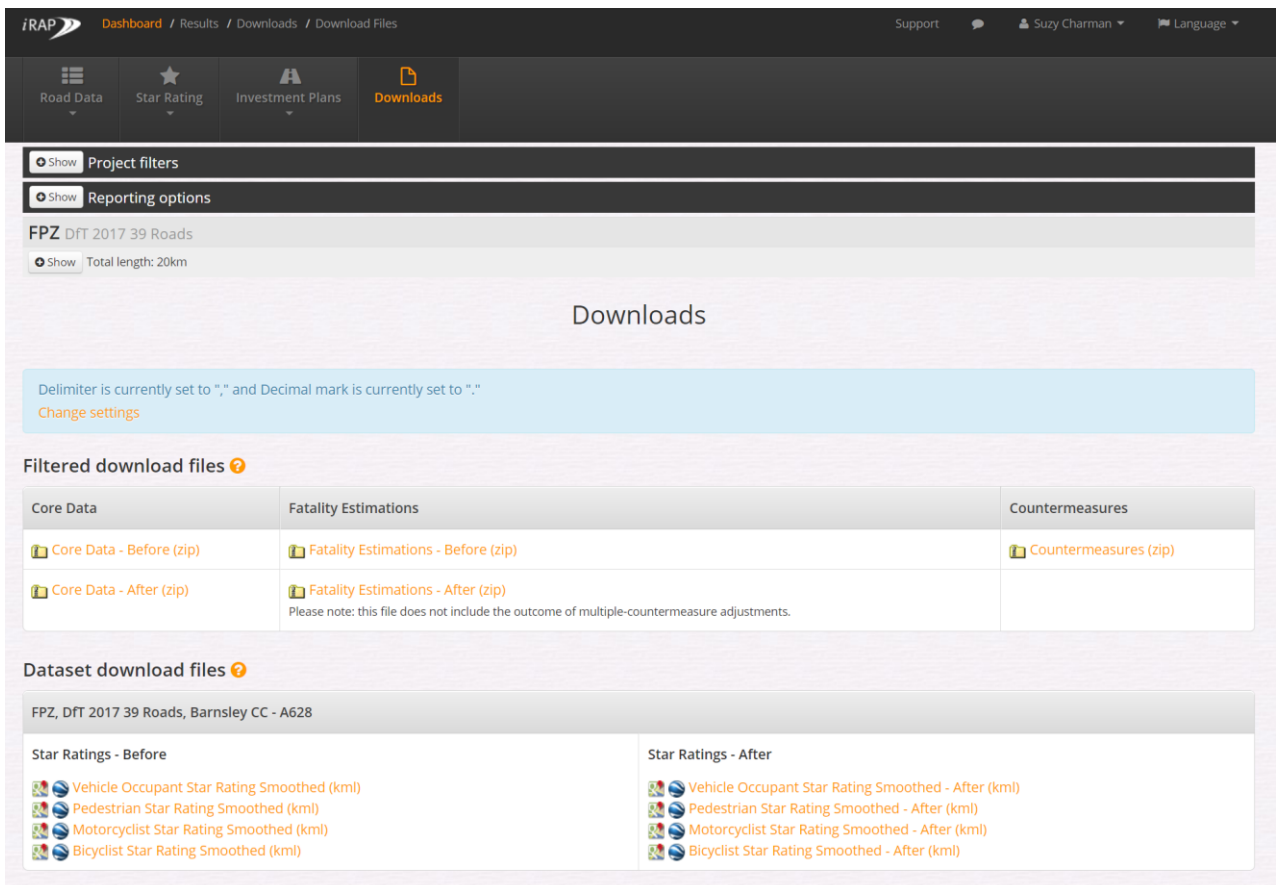 iRAP Dashboard / Results / Downloads / Download Files Support Suzy Charman Language
Road Data Star Rating Investment Plans Downloads
Show Project filters
Show Reporting options
FPZ DfT 2017 39 Roads
Show Total length: 20km
Downloads
Delimiter is currently set to "," and Decimal mark is currently set to "."
Change settings
Filtered download files ?
Core Data Fatality Estimations Countermeasures
Core Data - Before (zip) Fatality Estimations - Before (zip) Countermeasures (zip)
Core Data - After (zip) Fatality Estimations - After (zip)
Please note: this file does not include the outcome of multiple-countermeasure adjustments.
Dataset download files ?
FPZ, DfT 2017 39 Roads, Barnsley CC - A628
Star Ratings - Before Star Ratings - After
Vehicle Occupant Star Rating Smoothed (kml) Vehicle Occupant Star Rating Smoothed - After (kml)
Pedestrian Star Rating Smoothed (kml) Pedestrian Star Rating Smoothed - After (kml)
Motorcyclist Star Rating Smoothed (kml) Motorcyclist Star Rating Smoothed - After (kml)
Bicyclist Star Rating Smoothed (kml) Bicyclist Star Rating Smoothed - After (kml)